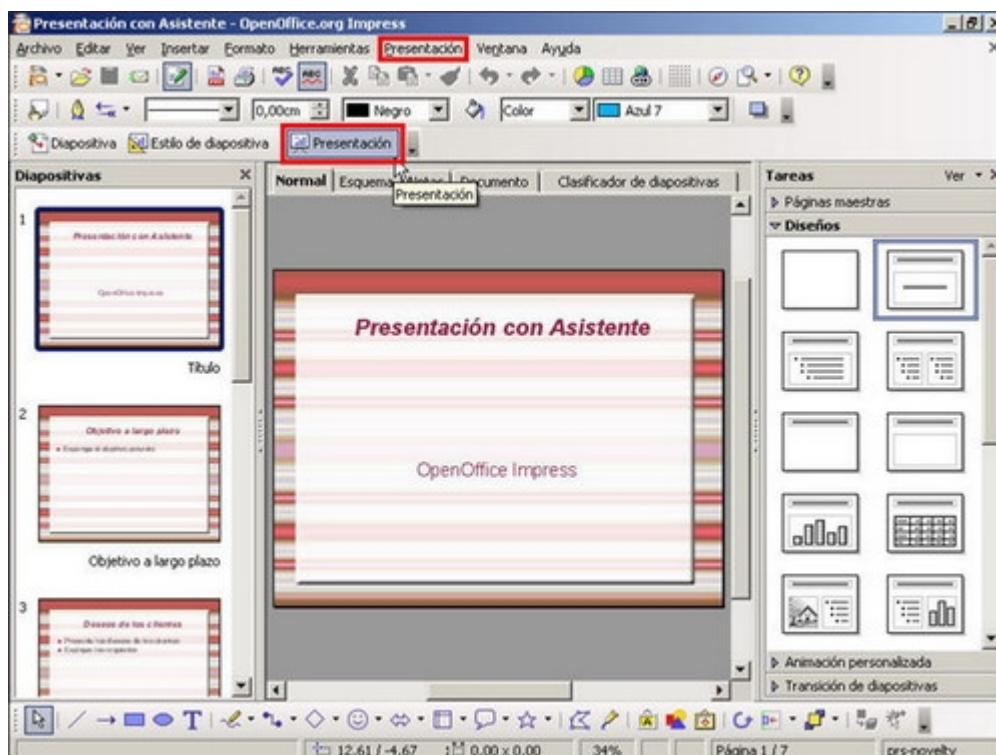 Presentación con Asistente - OpenOffice.org Impress
Archivo Editar Ver Insertar Formato Herramientas Presentación Ventana Ayuda
ABC
0,00cm Negro Color Azul 7
Diapositiva Estilo de diapositiva Presentación
Diapositivas
Normal Esquema Notas Documento Clasificador de diapositivas
Presentación
Tareas Ver
Páginas maestras
Diseños
1
Presentación con Asistente
OpenOffice Impress
Título
2
Objetivo a largo plazo
Objetivo a largo plazo
3
Deseos de los clientes
Presentación con Asistente
OpenOffice Impress
Animación personalizada
Transición de diapositivas
12,61 / -4,67 0,00 x 0,00 34% Página 1 / 7 prs-novelty